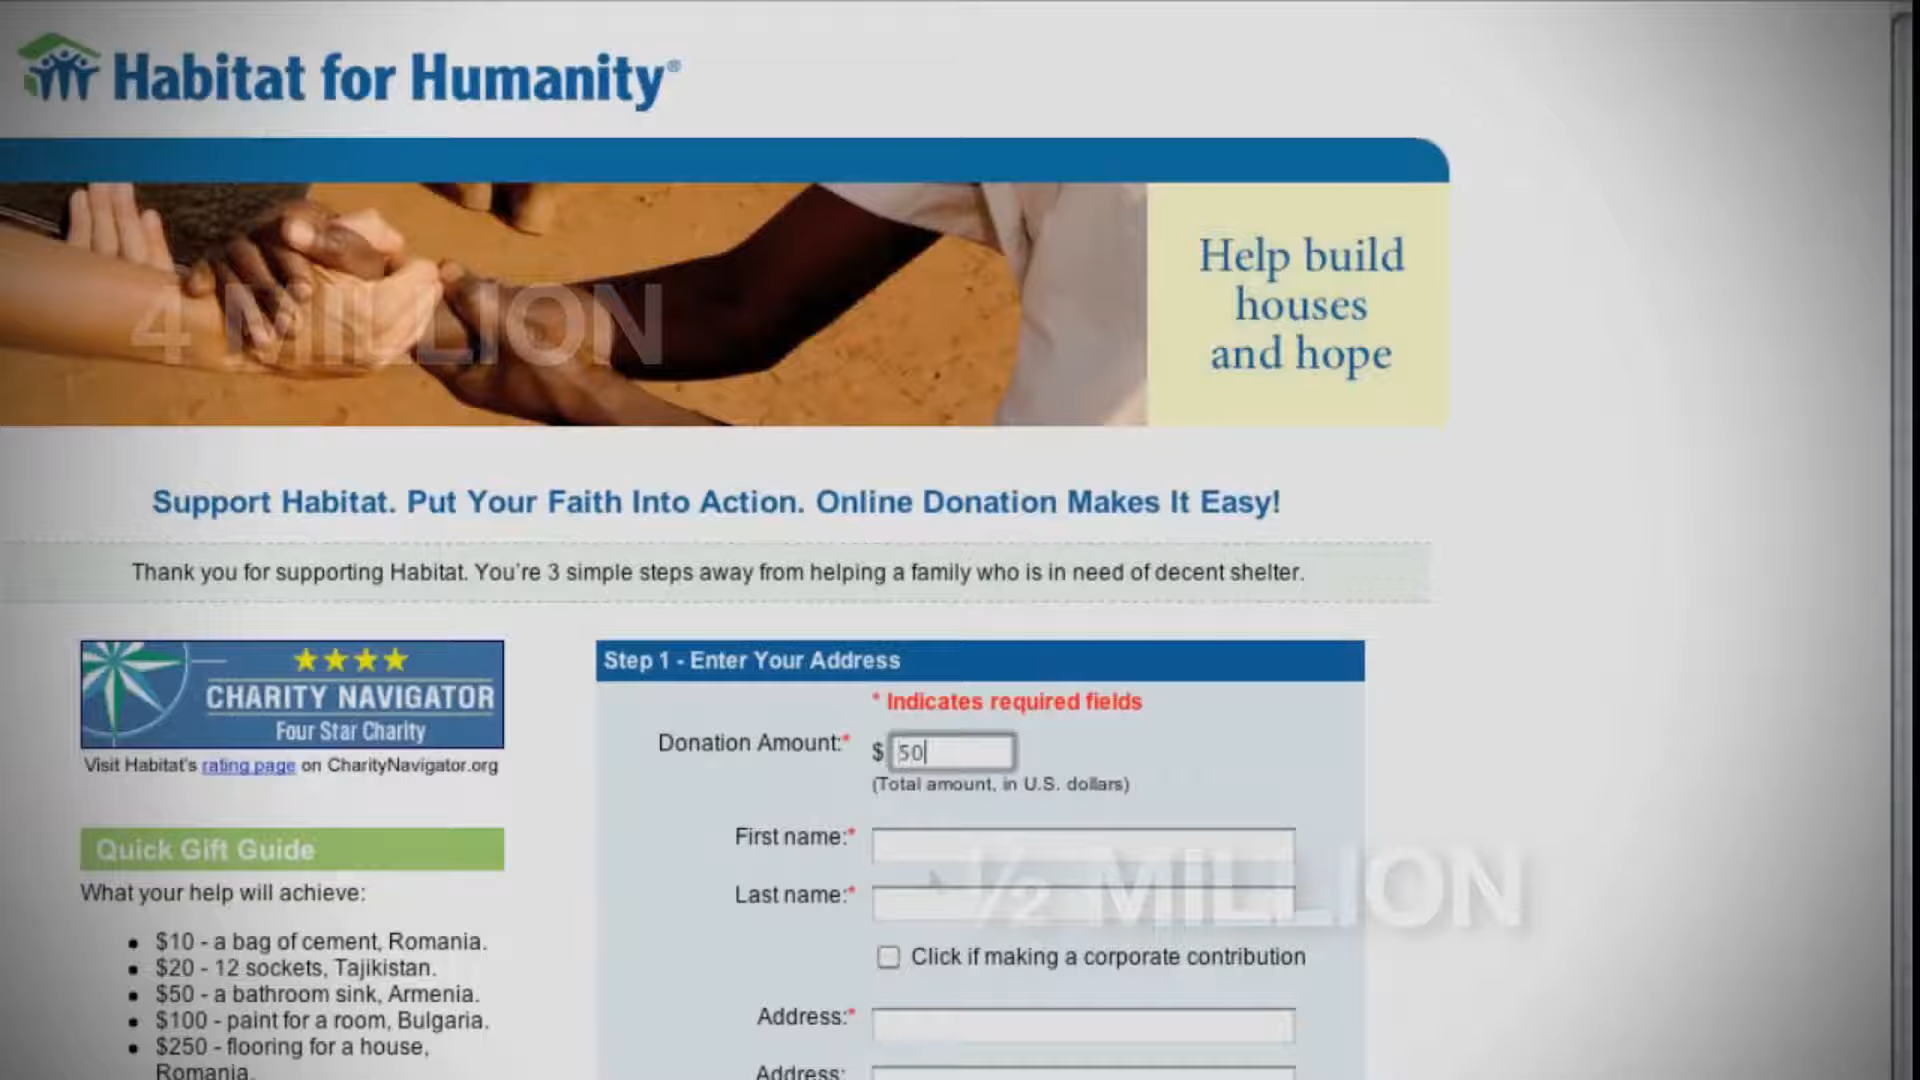 Habitat for Humanity®
4 MILLION
Help build
houses
and hope
Support Habitat. Put Your Faith Into Action. Online Donation Makes It Easy!
Thank you for supporting Habitat. You're 3 simple steps away from helping a family who is in need of decent shelter.
CHARITY NAVIGATOR
Four Star Charity
Visit Habitat's rating page on CharityNavigator.org
Quick Gift Guide
What your help will achieve:
• $10 - a bag of cement, Romania.
• $20 - 12 sockets, Tajikistan.
• $50 - a bathroom sink, Armenia.
• $100 - paint for a room, Bulgaria.
• $250 - flooring for a house,
Romania.
Step 1 - Enter Your Address
* Indicates required fields
Donation Amount:* $ 50
(Total amount, in U.S. dollars)
First name:*
½ MILLION
Last name:*
Click if making a corporate contribution
Address:*
Address: